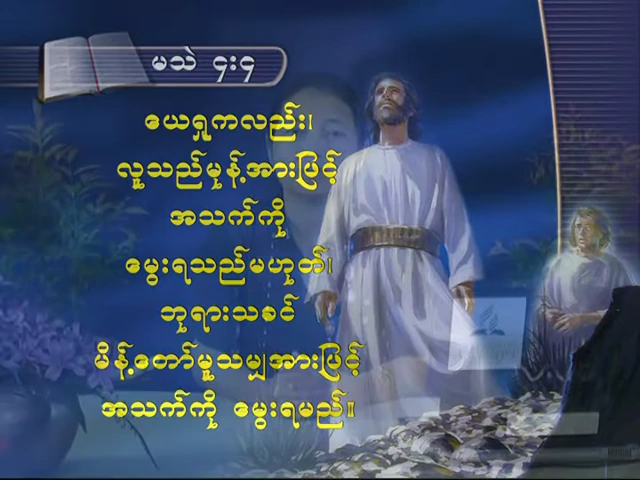 မသဲ ၄:၄
ယေရှုကလည်း၊
လူသည်မုန့်အားဖြင့်
အသက်ကို
မွေးရသည်မဟုတ်၊
ဘုရားသခင်
မိန့်တော်မူသမျှအားဖြင့်
အသက်ကို မွေးရမည်။